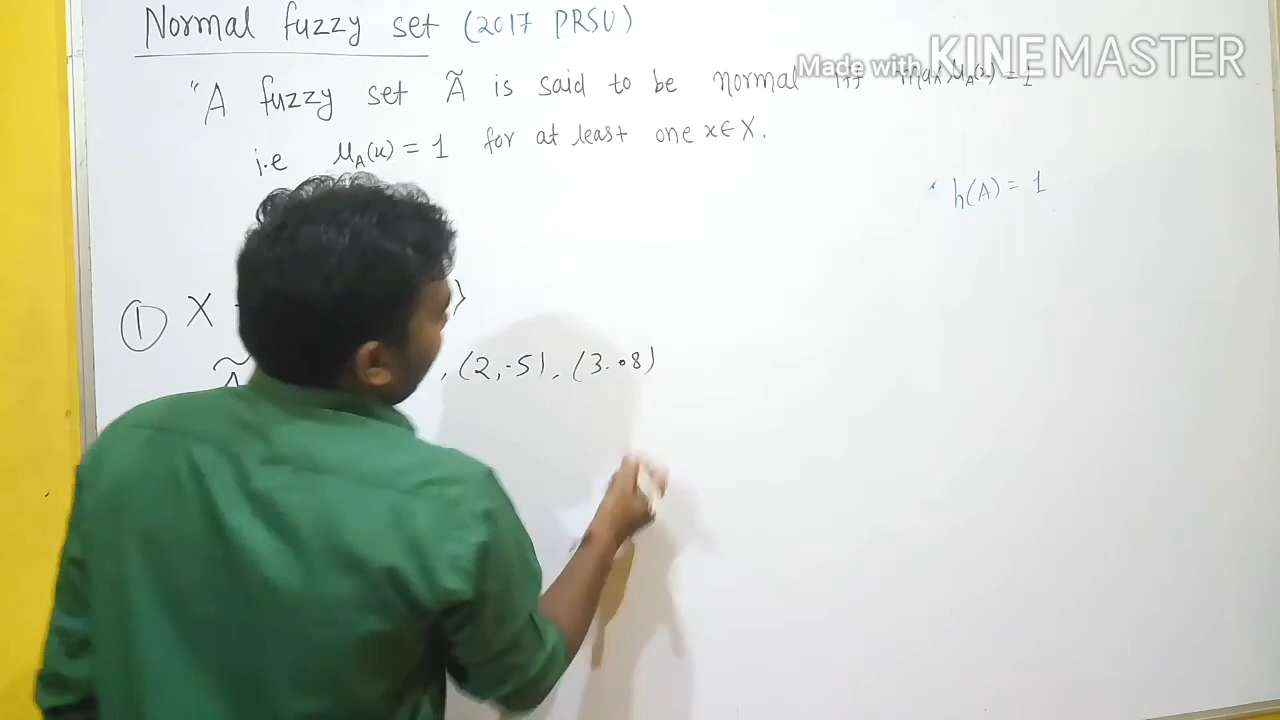 Normal fuzzy set (2017 PRSU)
Made with KINEMASTER
"A fuzzy set Ã is said to be normal iff max μA(x) = 1
i.e μA(x) = 1 for at least one x ∈ X.
h(A) = 1
① X }
Ã , (2, .5), (3. .08)